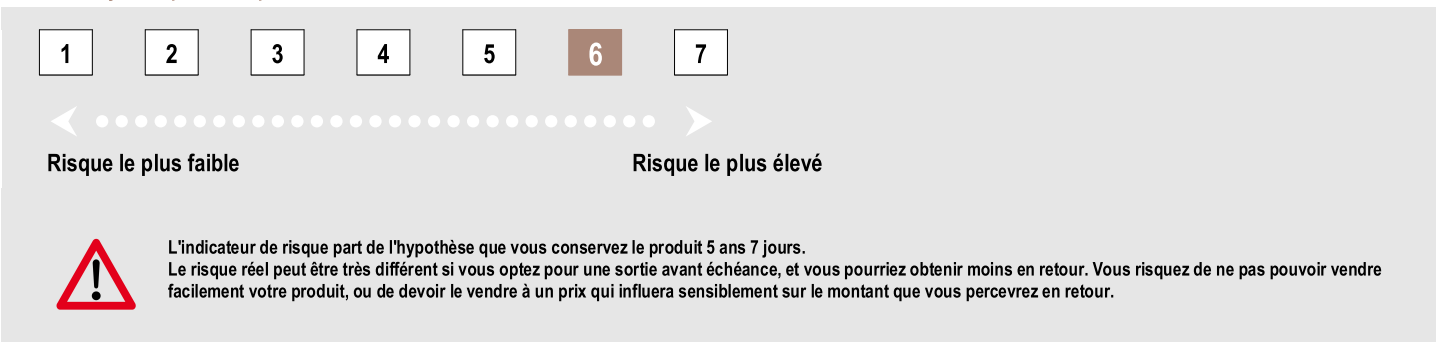 1 2 3 4 5 6 7
Risque le plus faible Risque le plus élevé
L'indicateur de risque part de l'hypothèse que vous conservez le produit 5 ans 7 jours.
Le risque réel peut être très différent si vous optez pour une sortie avant échéance, et vous pourriez obtenir moins en retour. Vous risquez de ne pas pouvoir vendre
facilement votre produit, ou de devoir le vendre à un prix qui influera sensiblement sur le montant que vous percevrez en retour.